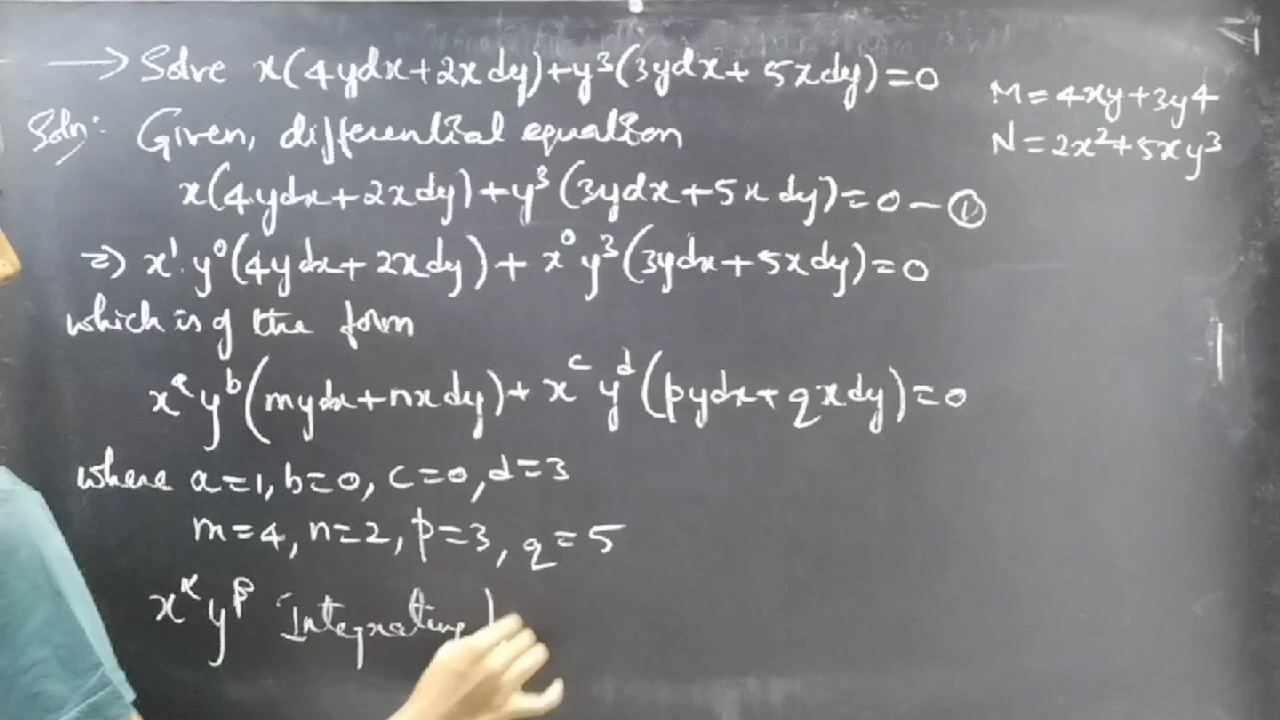 → Solve x(4ydx+2xdy)+y³(3ydx+5xdy)=0
M=4xy+3y4
N=2x²+5xy³
Soln: Given, differential equation
x(4ydx+2xdy)+y³(3ydx+5xdy)=0—①
⇒ x¹.y⁰(4ydx+2xdy)+x⁰y³(3ydx+5xdy)=0
which is of the form
xᵃyᵇ(mydx+nxdy)+xᶜyᵈ(pydx+qxdy)=0
where a=1, b=0, c=0, d=3
m=4, n=2, p=3, q=5
x^α y^β Integrating